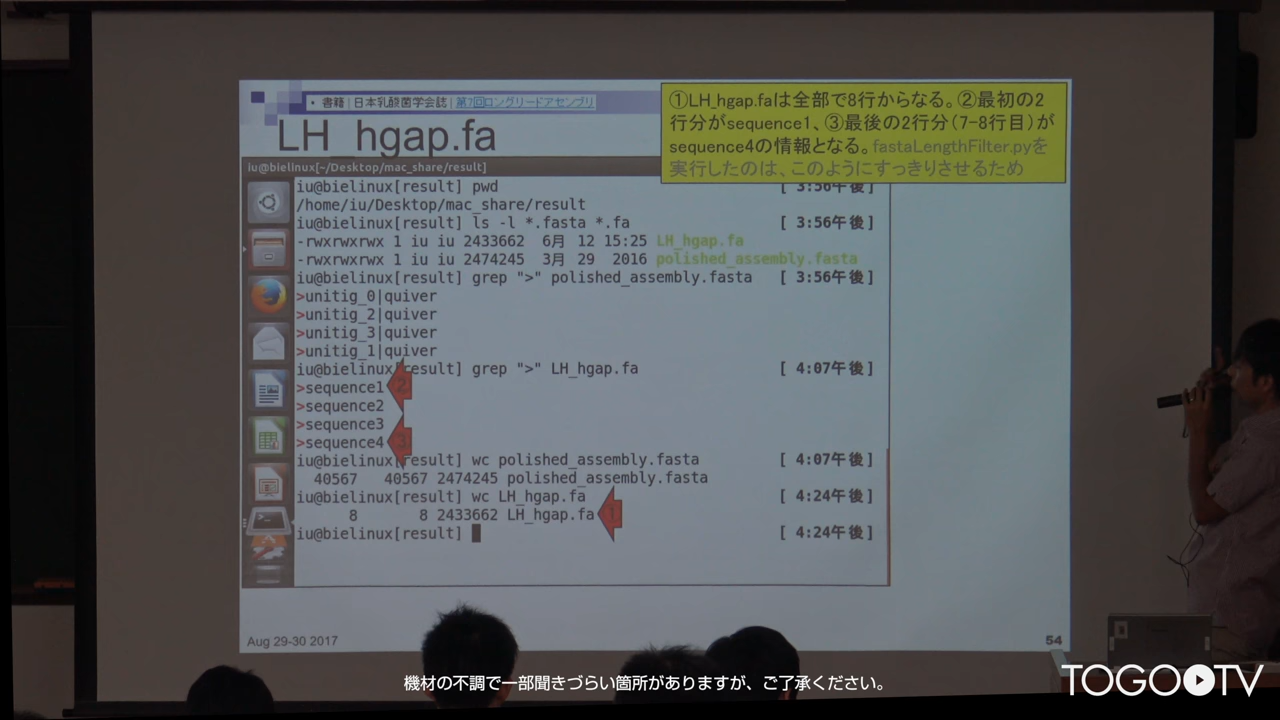 • 書籍 | 日本乳酸菌学会誌 | 第7回ロングリードアセンブリ
LH_hgap.fa
①LH_hgap.faは全部で8行からなる。②最初の2
行分がsequence1、③最後の2行分(7-8行目)が
sequence4の情報となる。fastaLengthFilter.pyを
実行したのは、このようにすっきりさせるため
iu@bielinux[~/Desktop/mac_share/result]
iu@bielinux[result] pwd [ 3:56午後]
/home/iu/Desktop/mac_share/result
iu@bielinux[result] ls -l *.fasta *.fa [ 3:56午後]
-rwxrwxrwx 1 iu iu 2433662 6月 12 15:25 LH_hgap.fa
-rwxrwxrwx 1 iu iu 2474245 3月 29 2016 polished_assembly.fasta
iu@bielinux[result] grep ">" polished_assembly.fasta [ 3:56午後]
>unitig_0|quiver
>unitig_2|quiver
>unitig_3|quiver
>unitig_1|quiver
iu@bielinux[result] grep ">" LH_hgap.fa [ 4:07午後]
>sequence1 ②
>sequence2
>sequence3
>sequence4 ③
iu@bielinux[result] wc polished_assembly.fasta [ 4:07午後]
40567 40567 2474245 polished_assembly.fasta
iu@bielinux[result] wc LH_hgap.fa [ 4:24午後]
8 8 2433662 LH_hgap.fa ①
iu@bielinux[result] [ 4:24午後]
Aug 29-30 2017
54
機材の不調で一部聞きづらい箇所がありますが、ご了承ください。
TOGOTV